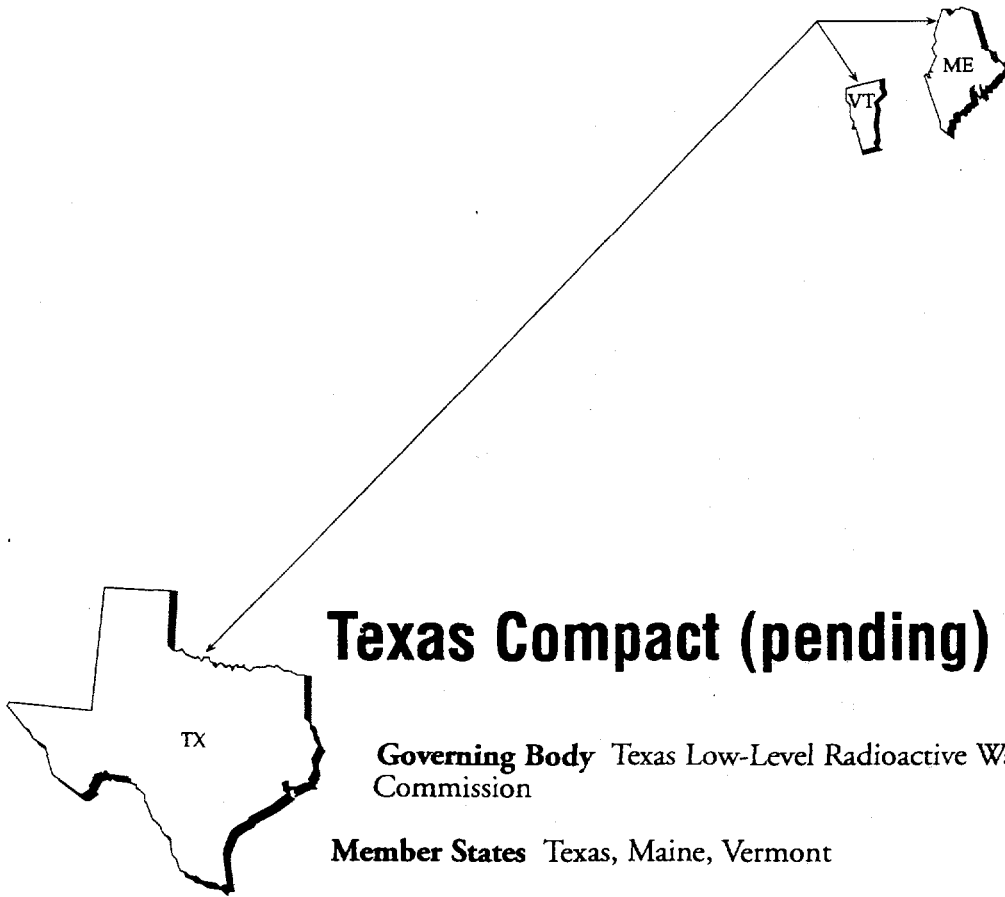 ME
VT
Texas Compact (pending)
TX
Governing Body Texas Low-Level Radioactive
Commission
Member States Texas, Maine, Vermont